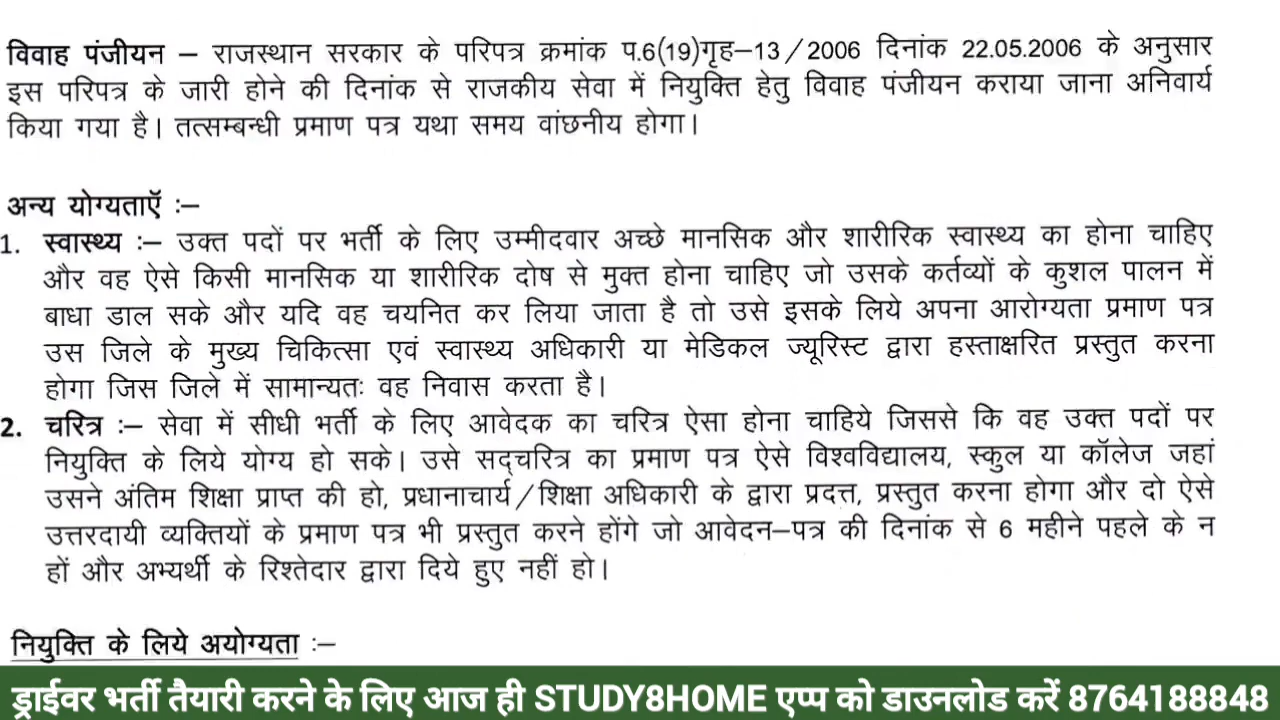 विवाह पंजीयन – राजस्थान सरकार के परिपत्र क्रमांक प.6(19)गृह–13/2006 दिनांक 22.05.2006 के अनुसार
इस परिपत्र के जारी होने की दिनांक से राजकीय सेवा में नियुक्ति हेतु विवाह पंजीयन कराया जाना अनिवार्य
किया गया है। तत्सम्बन्धी प्रमाण पत्र यथा समय वांछनीय होगा।
अन्य योग्यताऍ :–
1. स्वास्थ्य :– उक्त पदों पर भर्ती के लिए उम्मीदवार अच्छे मानसिक और शारीरिक स्वास्थ्य का होना चाहिए
और वह ऐसे किसी मानसिक या शारीरिक दोष से मुक्त होना चाहिए जो उसके कर्तव्यों के कुशल पालन में
बाधा डाल सके और यदि वह चयनित कर लिया जाता है तो उसे इसके लिये अपना आरोग्यता प्रमाण पत्र
उस जिले के मुख्य चिकित्सा एवं स्वास्थ्य अधिकारी या मेडिकल ज्यूरिस्ट द्वारा हस्ताक्षरित प्रस्तुत करना
होगा जिस जिले में सामान्यतः वह निवास करता है।
2. चरित्र :– सेवा में सीधी भर्ती के लिए आवेदक का चरित्र ऐसा होना चाहिये जिससे कि वह उक्त पदों पर
नियुक्ति के लिये योग्य हो सके। उसे सद्चरित्र का प्रमाण पत्र ऐसे विश्वविद्यालय, स्कुल या कॉलेज जहां
उसने अंतिम शिक्षा प्राप्त की हो, प्रधानाचार्य/शिक्षा अधिकारी के द्वारा प्रदत्त, प्रस्तुत करना होगा और दो ऐसे
उत्तरदायी व्यक्तियों के प्रमाण पत्र भी प्रस्तुत करने होंगे जो आवेदन–पत्र की दिनांक से 6 महीने पहले के न
हों और अभ्यर्थी के रिश्तेदार द्वारा दिये हुए नहीं हो।
नियुक्ति के लिये अयोग्यता :–
ड्राईवर भर्ती तैयारी करने के लिए आज ही STUDY8HOME एप्प को डाउनलोड करें 8764188848